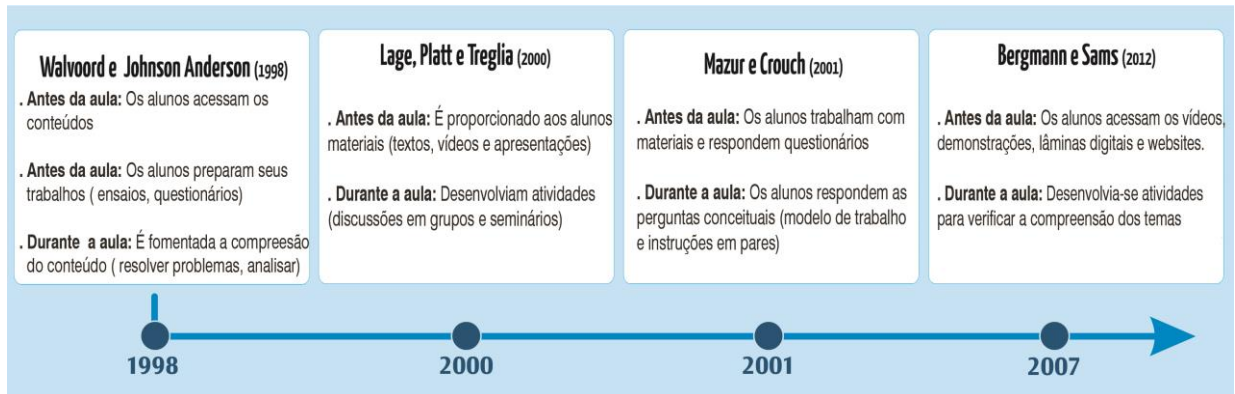 Walvoord e Johnson Anderson (1998)
. Antes da aula: Os alunos acessam os
conteúdos
. Antes da aula: Os alunos preparam seus
trabalhos ( ensaios, questionários)
. Durante a aula: É fomentada a compreesão
do conteúdo ( resolver problemas, analisar)
Lage, Platt e Treglia (2000)
. Antes da aula: É proporcionado aos alunos
materiais (textos, vídeos e apresentações)
. Durante a aula: Desenvolviam atividades
(discussões em grupos e seminários)
Mazur e Crouch (2001)
. Antes da aula: Os alunos trabalham com
materiais e respondem questionários
. Durante a aula: Os alunos respondem as
perguntas conceituais (modelo de trabalho
e instruções em pares)
Bergmann e Sams (2012)
. Antes da aula: Os alunos acessam os vídeos,
demonstrações, lâminas digitais e websites.
. Durante a aula: Desenvolvia-se atividades
para verificar a compreensão dos temas
1998
2000
2001
2007